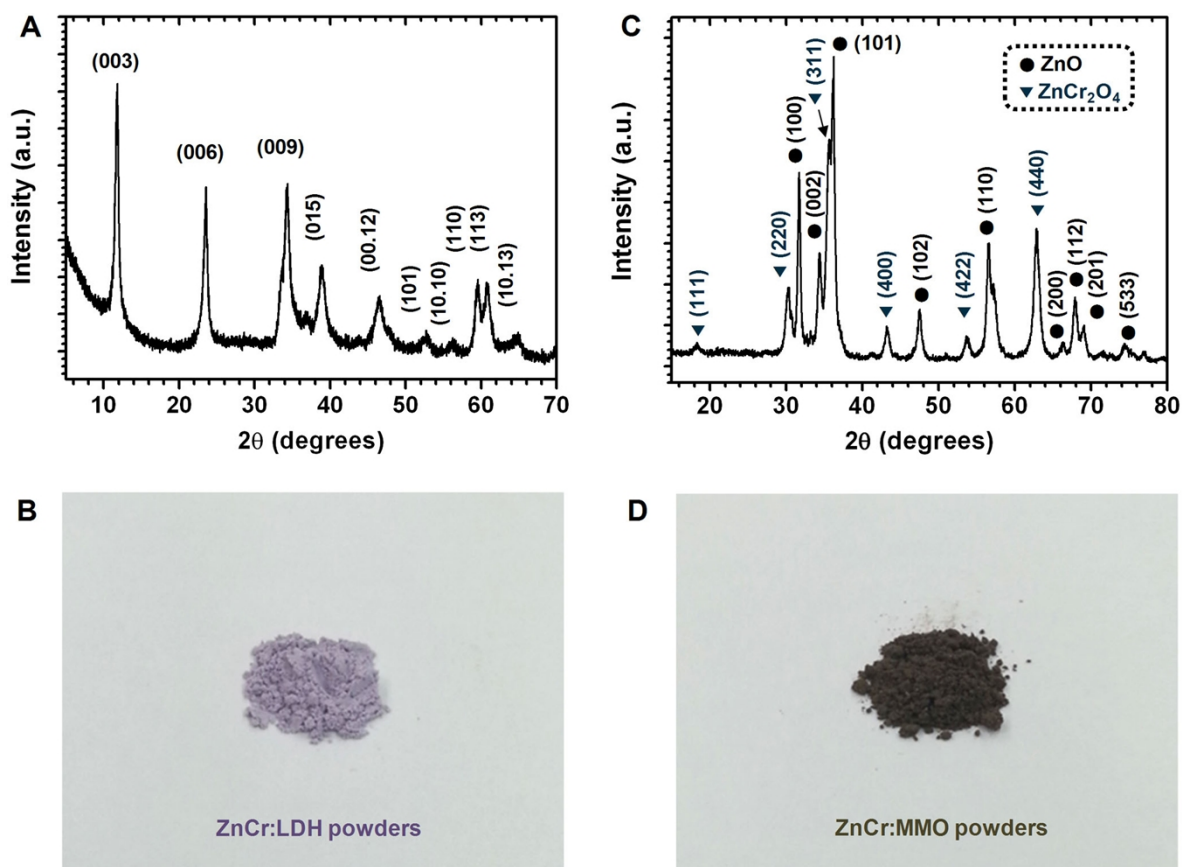 A
Intensity (a.u.)
(003)
(006)
(009)
(015)
(00.12)
(101)
(10.10)
(110)
(113)
(10.13)
10 20 30 40 50 60 70
2θ (degrees)
C
Intensity (a.u.)
(111)
(220)
(100)
(002)
(311)
(101)
(400)
(102)
(422)
(110)
(440)
(200)
(112)
(201)
(533)
ZnO
ZnCr₂O₄
20 30 40 50 60 70 80
2θ (degrees)
B
ZnCr:LDH powders
D
ZnCr:MMO powders